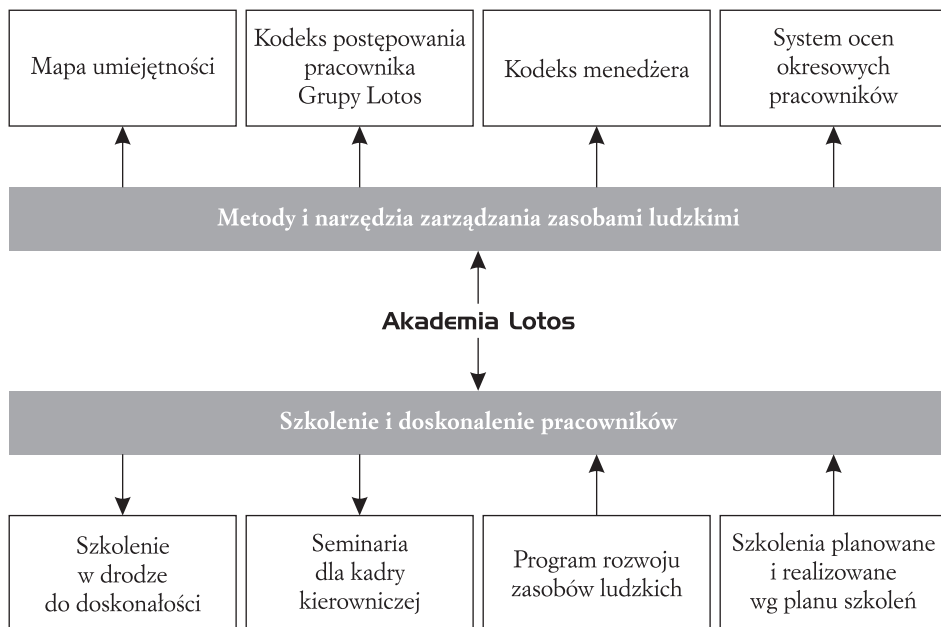 Mapa umiejętności
Kodeks postępowania
pracownika
Grupy Lotos
Kodeks menedżera
System ocen
okresowych
pracowników
Metody i narzędzia zarządzania zasobami ludzkimi
Akademia Lotos
Szkolenie i doskonalenie pracowników
Szkolenie
w drodze
do doskonałości
Seminaria
dla kadry
kierowniczej
Program rozwoju
zasobów ludzkich
Szkolenia planowane
i realizowane
wg planu szkoleń